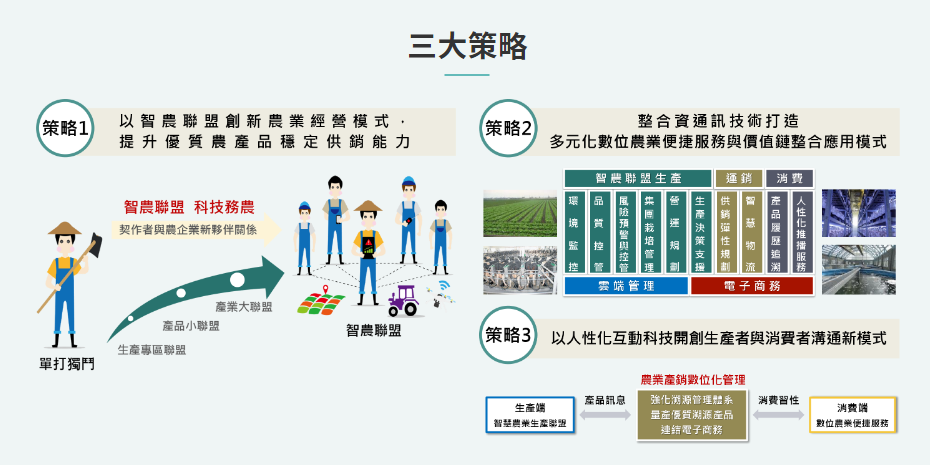 三大策略
策略1
以智農聯盟創新農業經營模式．
提升優質農產品穩定供銷能力
智農聯盟 科技務農
契作者與農企業新夥伴關係
產業大聯盟
產品小聯盟
生產專區聯盟
單打獨鬥
智農聯盟
策略2
整合資通訊技術打造
多元化數位農業便捷服務與價值鏈整合應用模式
智農聯盟生產
運銷
消費
環境監控
品質控管
風險預警與控管
集團栽培管理
營運規劃
生產決策支援
供銷彈性規劃
智慧物流
產品履歷追溯
人性化推播服務
雲端管理
電子商務
策略3
以人性化互動科技開創生產者與消費者溝通新模式
農業產銷數位化管理
生產端
智慧農業生產聯盟
產品訊息
強化溯源管理體系
量產優質溯源產品
連結電子商務
消費習性
消費端
數位農業便捷服務